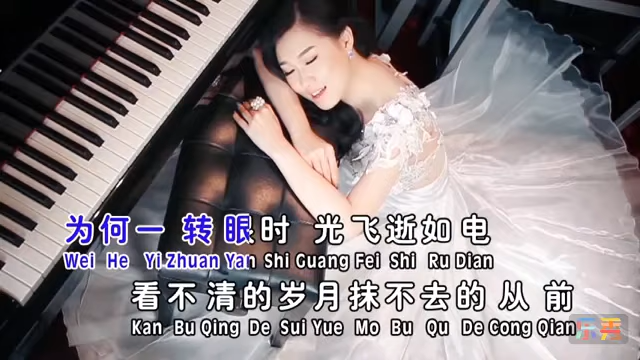 为何一 转眼时 光飞逝如电
Wei He Yi Zhuan Yan Shi Guang Fei Shi Ru Dian
看不清的岁月抹不去的从 前
Kan Bu Qing De Sui Yue Mo Bu Qu De Cong Qian